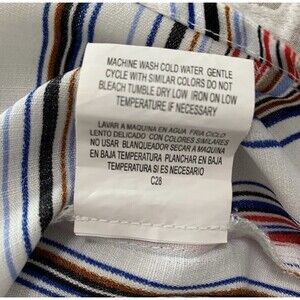 MACHINE WASH COLD WATER GENTLE
CYCLE WITH SIMILAR COLORS DO NOT
BLEACH TUMBLE DRY LOW IRON ON LOW
TEMPERATURE IF NECESSARY
LAVAR A MAQUINA EN AGUA FRIA CICLO
LENTO DELICADO CON COLORES SIMILARES
NO USAR BLANQUEADOR SECAR A MAQUINA
EN BAJA TEMPERATURA PLANCHAR EN BAJA
TEMPERATURA SI ES NECESARIO
C28